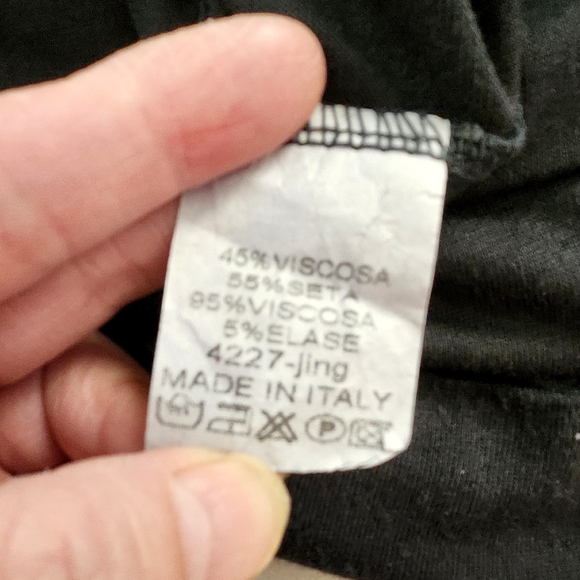 45%VISCOSA
55%SETA
95%VISCOSA
5%ELASE
4227-jing
MADE IN ITALY
P